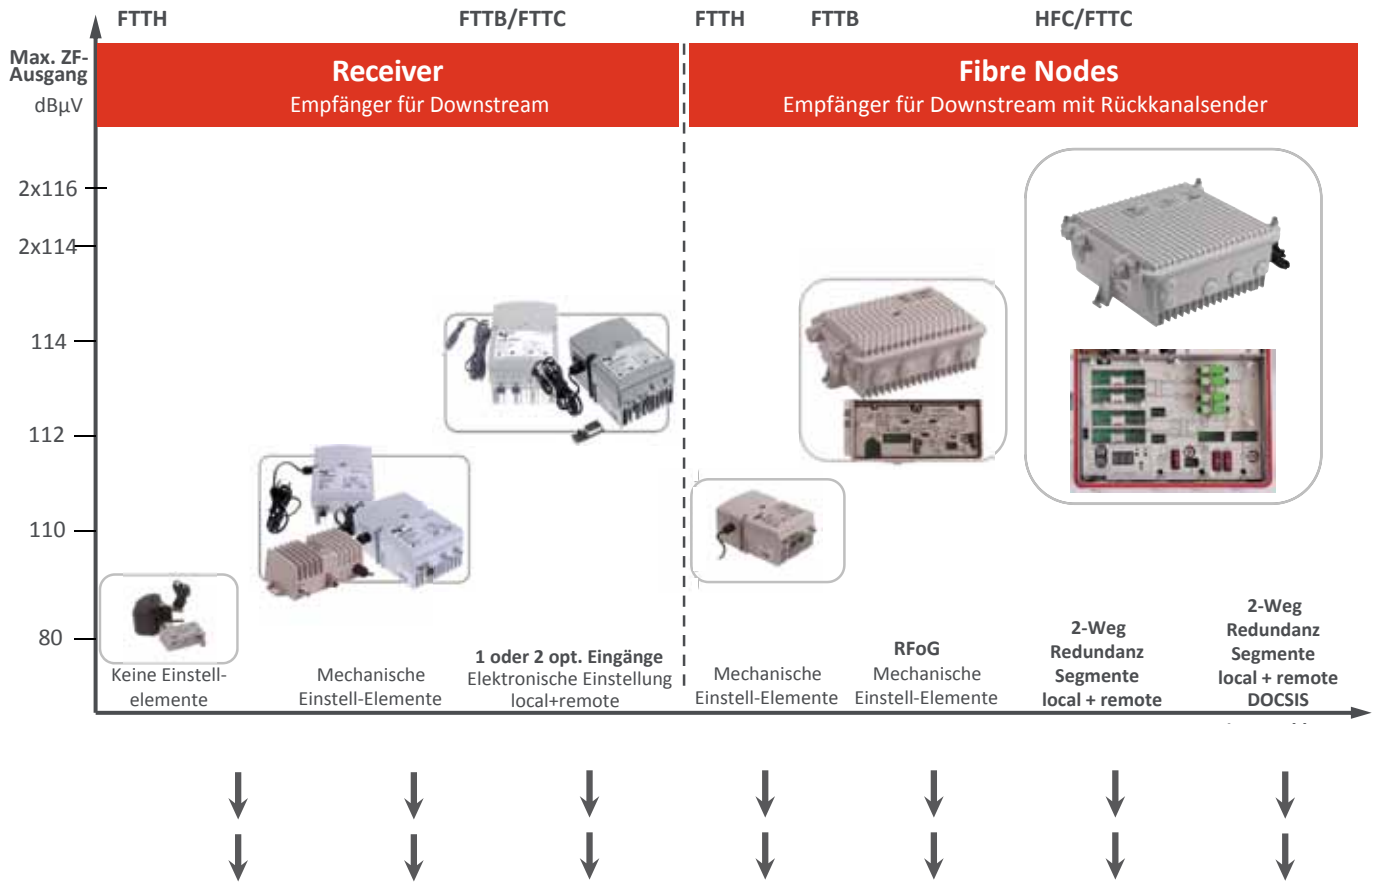 FTTH
FTTB/FTTC
FTTH
FTTB
HFC/FTTC
Max. ZF-
Ausgang
dBµV
Receiver
Empfänger für Downstream
Fibre Nodes
Empfänger für Downstream mit Rückkanalsender
2x116
2x114
114
112
110
80
Keine Einstell-
elemente
Mechanische
Einstell-Elemente
1 oder 2 opt. Eingänge
Elektronische Einstellung
local+remote
Mechanische
Einstell-Elemente
RFoG
Mechanische
Einstell-Elemente
2-Weg
Redundanz
Segmente
local + remote
2-Weg
Redundanz
Segmente
local + remote
DOCSIS